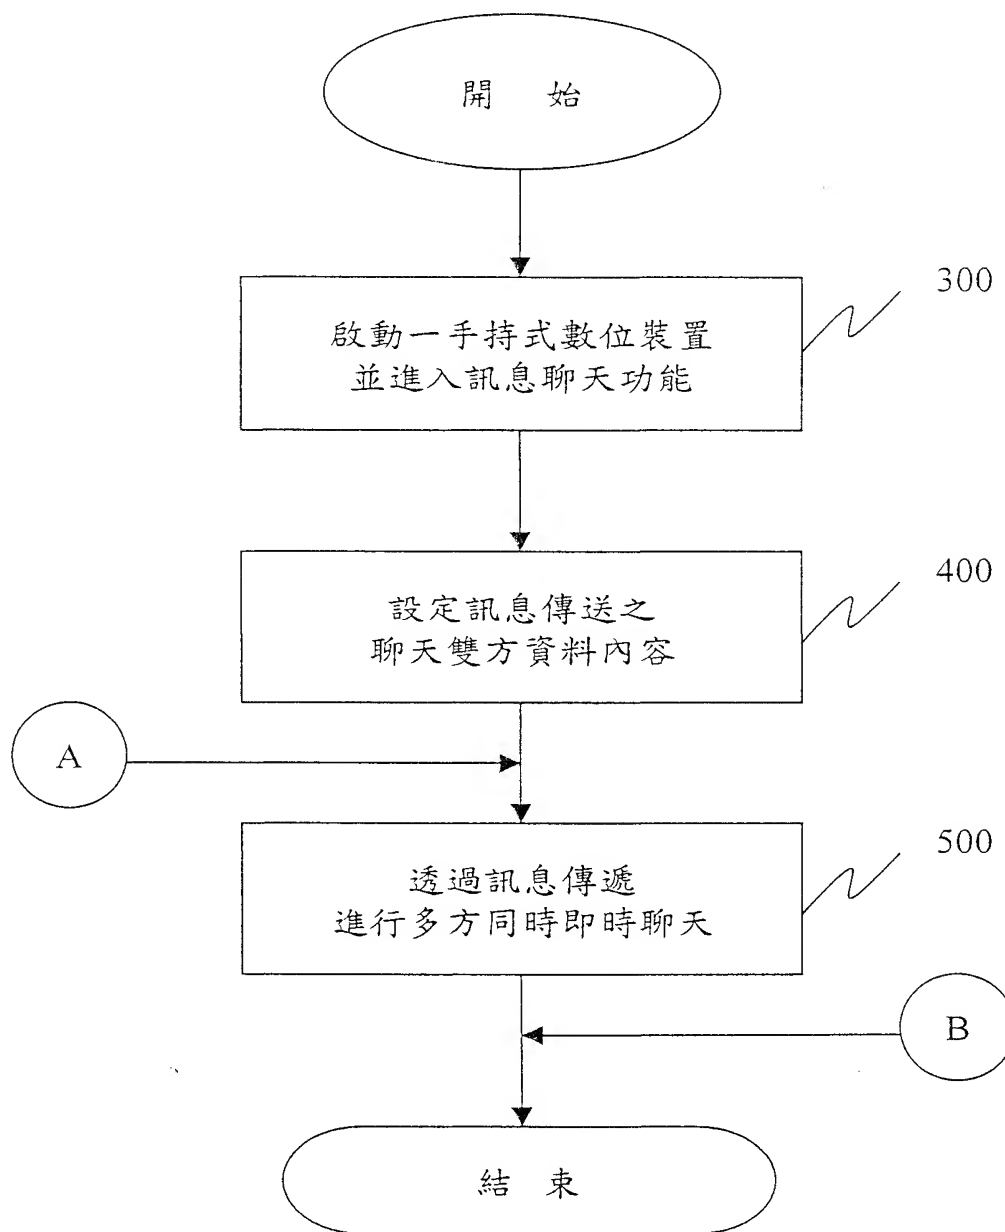 開 始
300
啟動一手持式數位裝置
並進入訊息聊天功能
400
設定訊息傳送之
聊天雙方資料內容
A
500
透過訊息傳遞
進行多方同時即時聊天
B
結 束